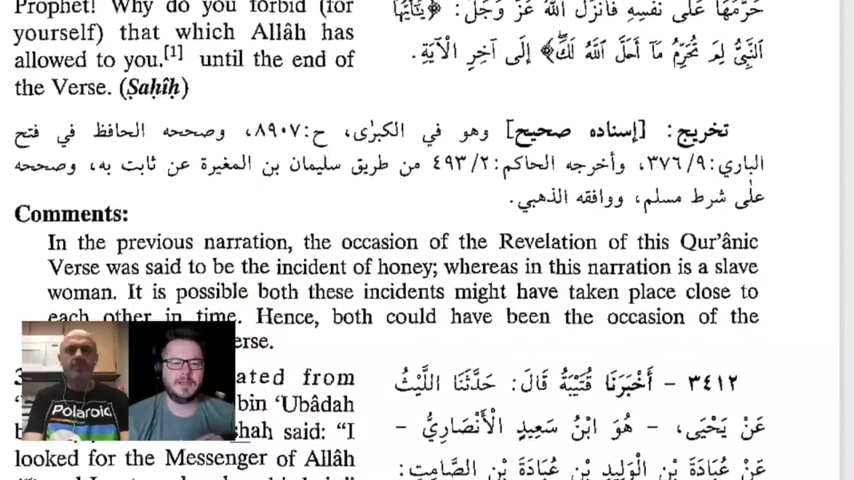 Prophet! Why do you forbid (for
yourself) that which Allâh has
allowed to you.[1] until the end of
the Verse. (Ṣaḥîḥ)
حَرَّمَهَا عَلَى نَفْسِهِ فَأَنْزَلَ اللهُ عَزَّ وَجَلَّ: ﴿يَٰٓأَيُّهَا
ٱلنَّبِىُّ لِمَ تُحَرِّمُ مَآ أَحَلَّ ٱللَّهُ لَكَ﴾ إِلَى آخِرِ الْآيَةِ.
تخريج: [إسناده صحيح] وهو في الكبرٰى، ح:٨٩٠٧، وصححه الحافظ في فتح
الباري:٣٧٦/٩، وأخرجه الحاكم:٤٩٣/٢ من طريق سليمان بن المغيرة عن ثابت به، وصححه
علٰى شرط مسلم، ووافقه الذهبي.
Comments:
In the previous narration, the occasion of the Revelation of this Qur'ânic
Verse was said to be the incident of honey; whereas in this narration is a slave
woman. It is possible both these incidents might have taken place close to
each other in time. Hence, both could have been the occasion of the
erse.
ated from
bin 'Ubâdah
shah said: "I
looked for the Messenger of Allâh
٣٤١٢ - أَخْبَرَنَا قُتَيْبَةُ قَالَ: حَدَّثَنَا اللَّيْثُ
عَنْ يَحْيَى، - هُوَ ابْنُ سَعِيدٍ الْأَنْصَارِيُّ -
عَنْ عُبَادَةَ بْنِ الْوَلِيدِ بْنِ عُبَادَةَ بْنِ الصَّامِتِ:
Polaroid